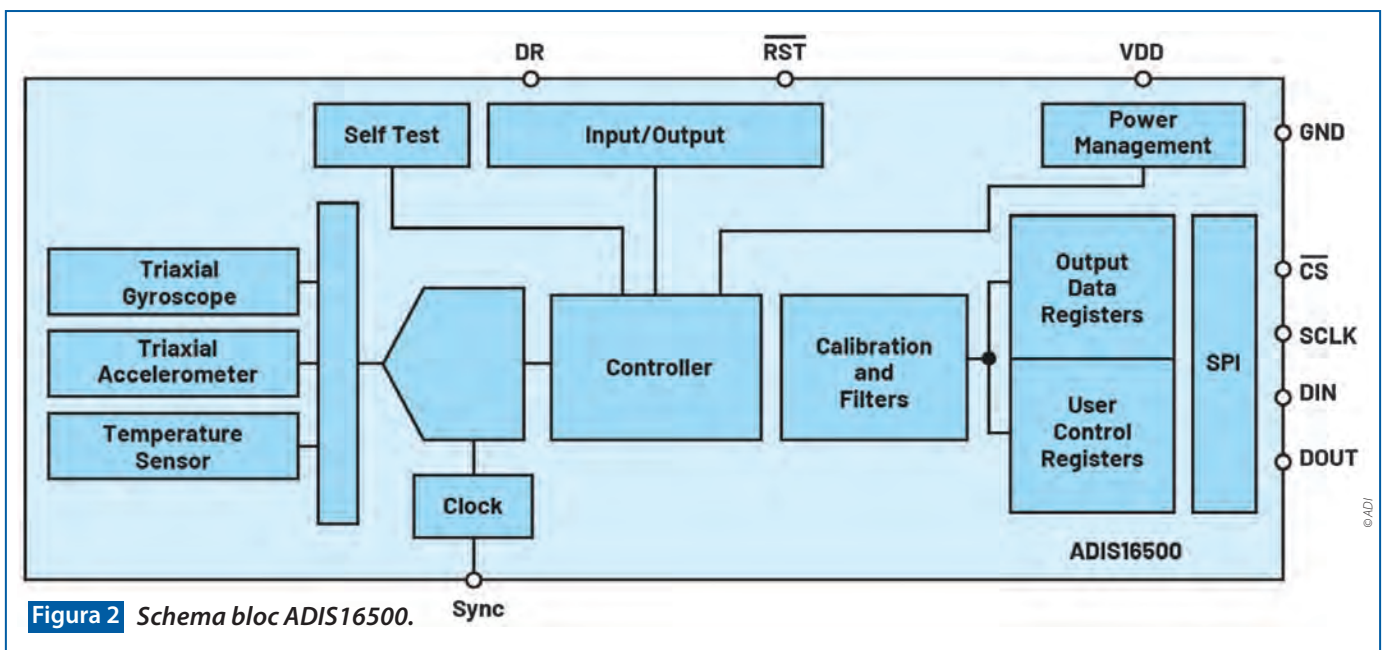 DR
RST
VDD
Self Test
Input/Output
Power
Management
GND
Triaxial
Gyroscope
Triaxial
Accelerometer
Temperature
Sensor
Clock
Controller
Calibration
and
Filters
Output
Data
Registers
User
Control
Registers
SPI
CS
SCLK
DIN
DOUT
ADIS16500
© ADI
Sync
Figura 2 Schema bloc ADIS16500.